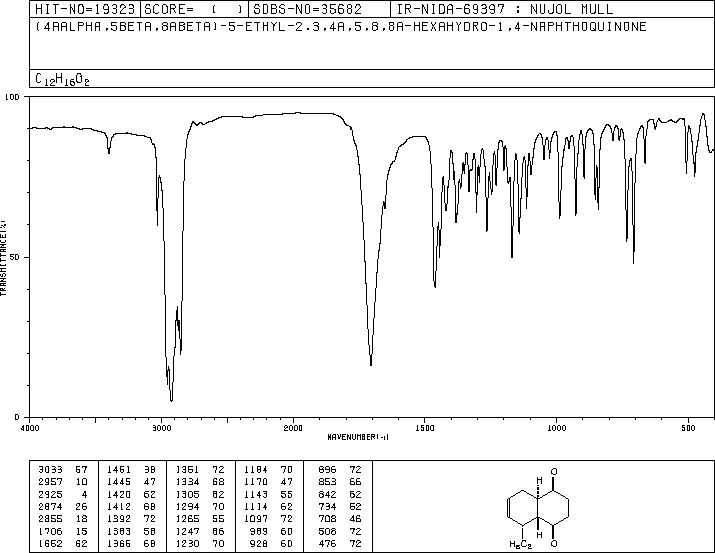 HIT-NO=19323 SCORE= ( ) SDBS-NO=35682 IR-NIDA-69397 : NUJOL MULL
(4AALPHA,5BETA,8ABETA)-5-ETHYL-2,3,4A,5,8,8A-HEXAHYDRO-1,4-NAPHTHOQUINONE
C12H16O2
100
50
0
TRANSMITTANCE(%)
4000 3000 2000 1500 1000 500
WAVENUMBER(-1)
3033 67 1461 38 1361 72 1184 70 896 72
2957 10 1445 47 1334 68 1170 47 853 66
2925 4 1420 62 1305 82 1143 55 842 62
2874 26 1412 68 1294 70 1114 62 734 52
2855 18 1392 72 1265 55 1097 72 708 46
1706 15 1383 58 1247 86 989 60 508 72
1652 62 1366 68 1230 70 928 60 476 72
O
H
H
H5C2
O